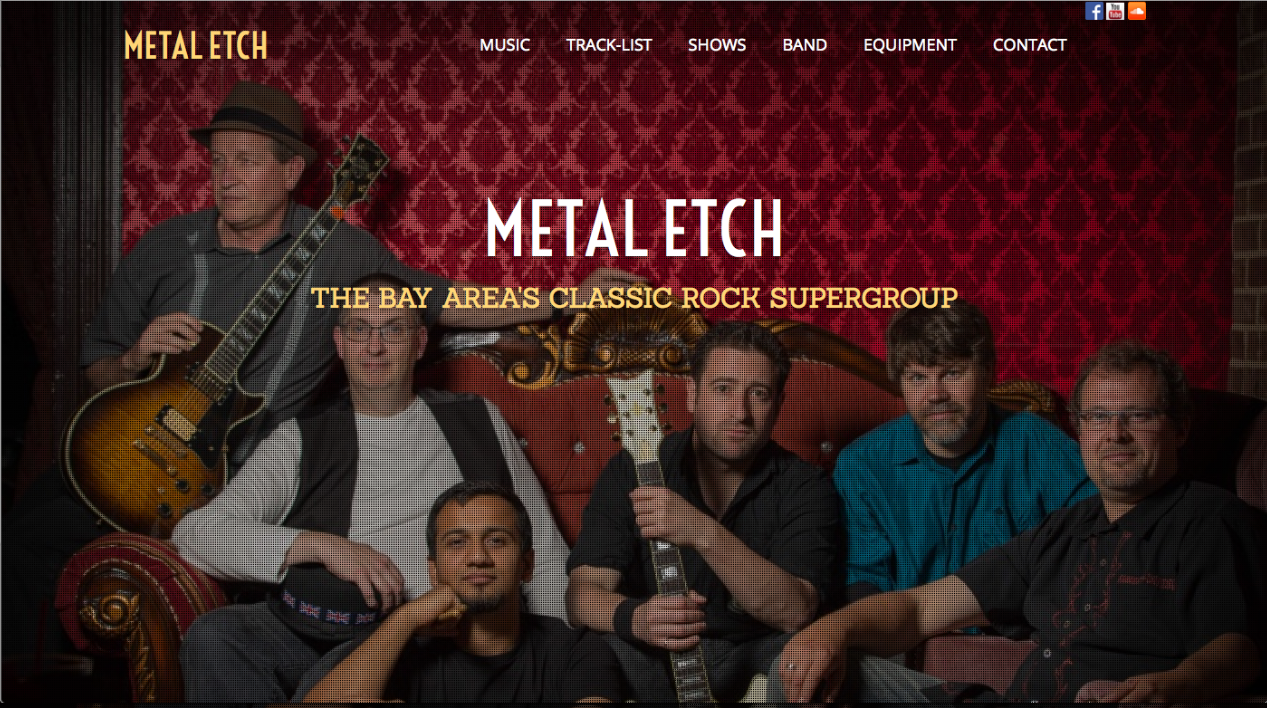 METAL ETCH
MUSIC TRACK-LIST SHOWS BAND EQUIPMENT CONTACT
METAL ETCH
THE BAY AREA'S CLASSIC ROCK SUPERGROUP